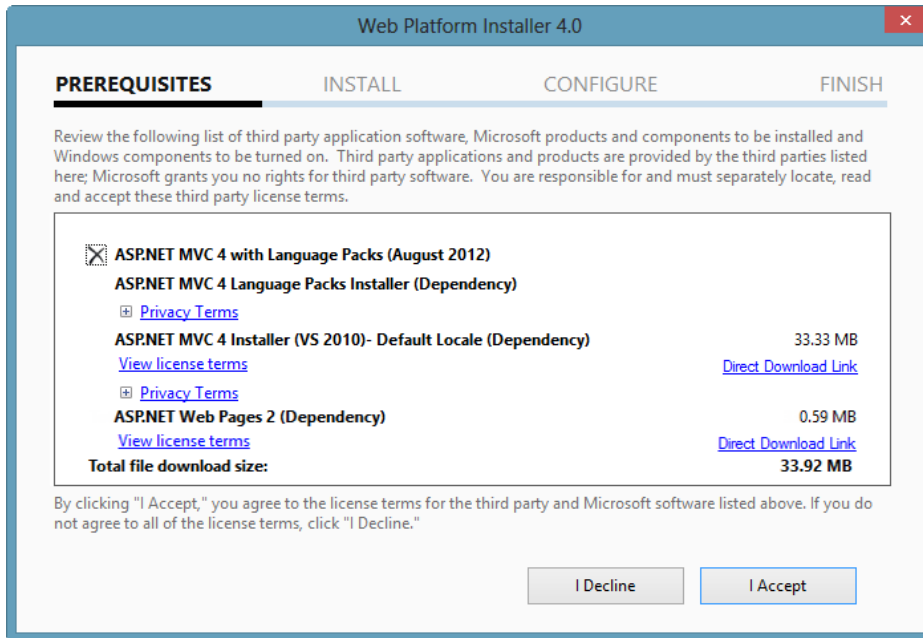 Web Platform Installer 4.0
PREREQUISITES INSTALL CONFIGURE FINISH
Review the following list of third party application software, Microsoft products and components to be installed and
Windows components to be turned on. Third party applications and products are provided by the third parties listed
here; Microsoft grants you no rights for third party software. You are responsible for and must separately locate, read
and accept these third party license terms.
ASP.NET MVC 4 with Language Packs (August 2012)
ASP.NET MVC 4 Language Packs Installer (Dependency)
Privacy Terms
ASP.NET MVC 4 Installer (VS 2010)- Default Locale (Dependency) 33.33 MB
View license terms Direct Download Link
Privacy Terms
ASP.NET Web Pages 2 (Dependency) 0.59 MB
View license terms Direct Download Link
Total file download size: 33.92 MB
By clicking "I Accept," you agree to the license terms for the third party and Microsoft software listed above. If you do
not agree to all of the license terms, click "I Decline."
I Decline I Accept